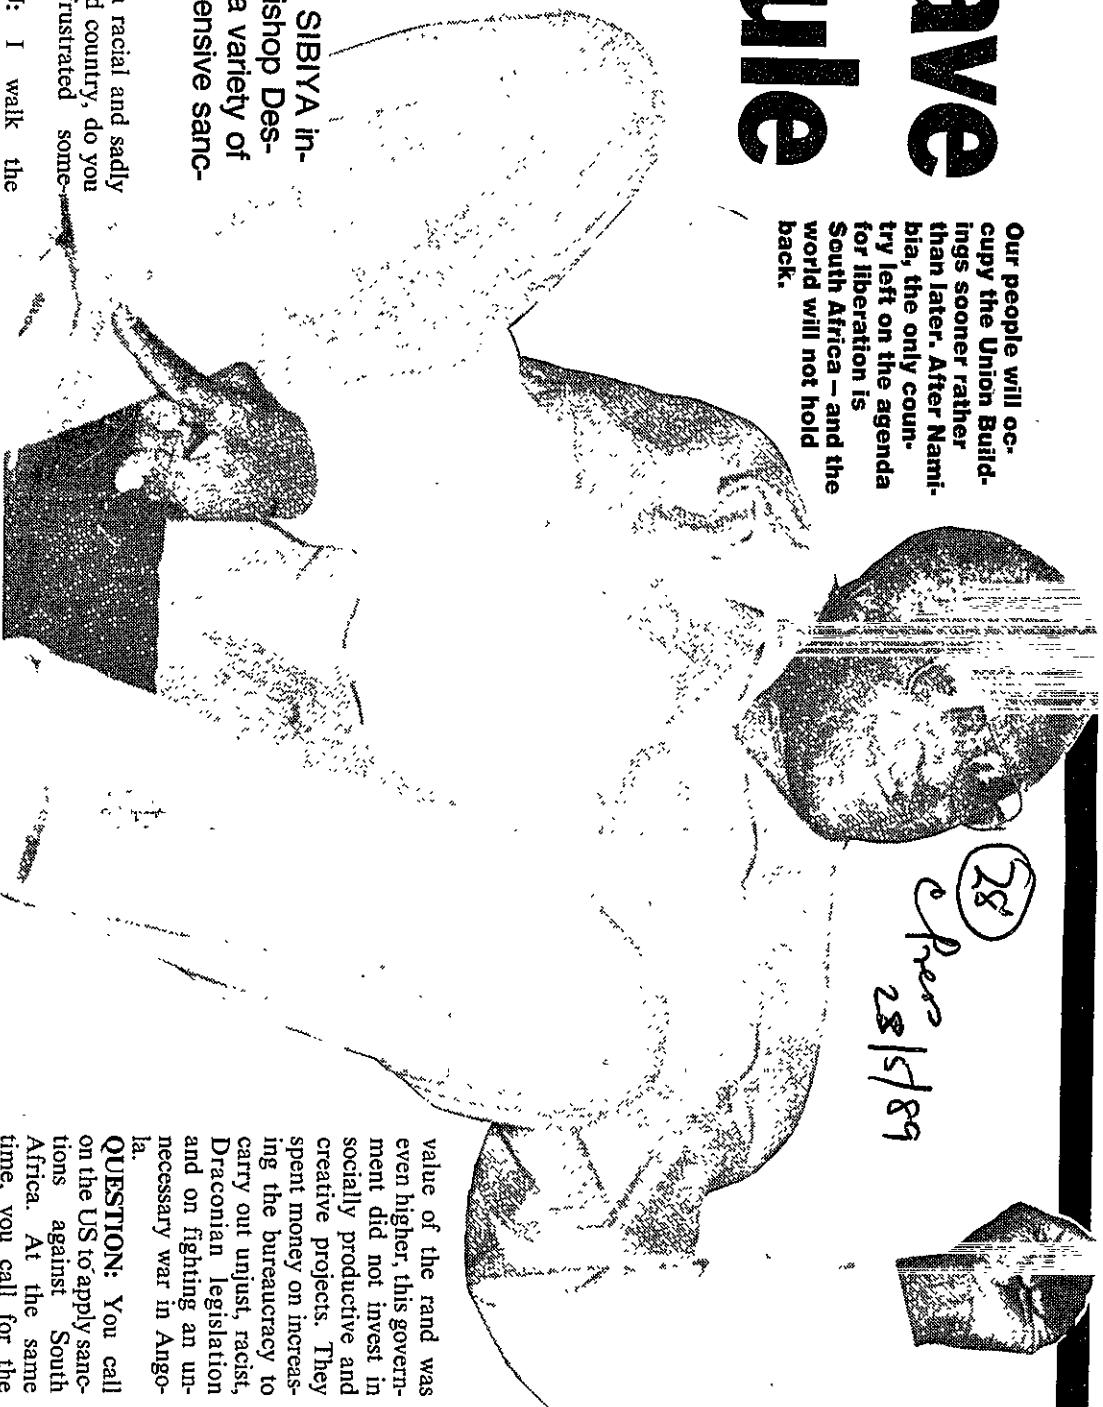 ave
ule
Our people will oc-
cupy the Union Build-
ings sooner rather
than later. After Nami-
bia, the only coun-
try left on the agenda
for liberation is
South Africa – and the
world will not hold
back.
28
CPress
28/5/89
SIBIYA in-
ishop Des-
a variety of
ensive sanc-
racial and sadly
d country, do you
frustrated some-
: I walk the
value of the rand was
even higher, this govern-
ment did not invest in
socially productive and
creative projects. They
spent money on increas-
ing the bureaucracy to
carry out unjust, racist,
Draconian legislation
and on fighting an un-
necessary war in Ango-
la.
QUESTION: You call
on the US to apply sanc-
tions against South
Africa. At the same
time, you call for the